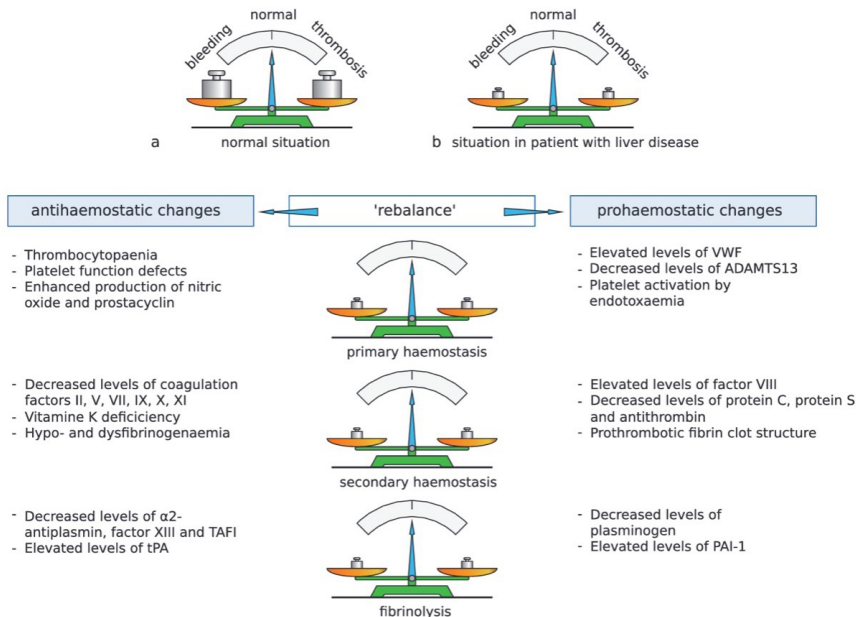 normal
bleeding
thrombosis
normal
bleeding
thrombosis
a
normal situation
b
situation in patient with liver disease
antihaemostatic changes
'rebalance'
prohaemostatic changes
- Thrombocytopaenia
- Platelet function defects
- Enhanced production of nitric
oxide and prostacyclin
- Elevated levels of VWF
- Decreased levels of ADAMTS13
- Platelet activation by
endotoxaemia
primary haemostasis
- Decreased levels of coagulation
factors II, V, VII, IX, X, XI
- Vitamine K deficiciency
- Hypo- and dysfibrinogenaemia
- Elevated levels of factor VIII
- Decreased levels of protein C, protein S
and antithrombin
- Prothrombotic fibrin clot structure
secondary haemostasis
- Decreased levels of α2-
antiplasmin, factor XIII and TAFI
- Elevated levels of tPA
- Decreased levels of
plasminogen
- Elevated levels of PAI-1
fibrinolysis